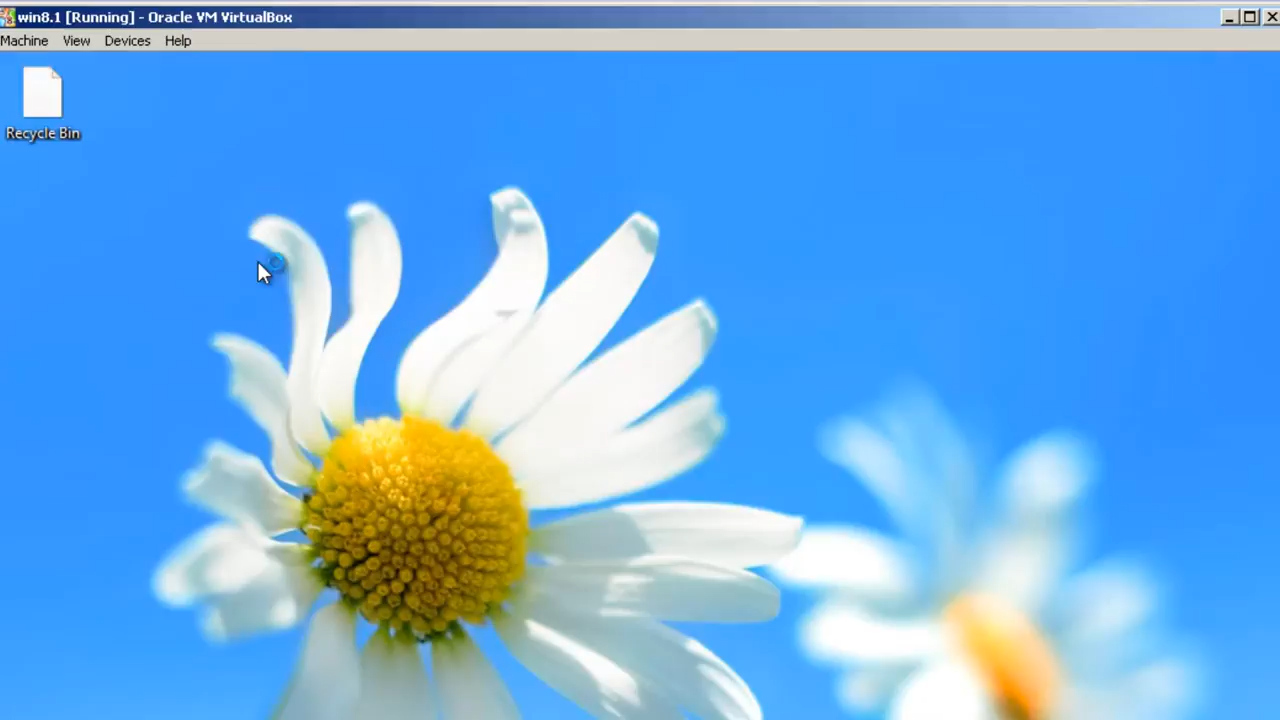 win8.1 [Running] - Oracle VM VirtualBox
Machine View Devices Help
Recycle Bin